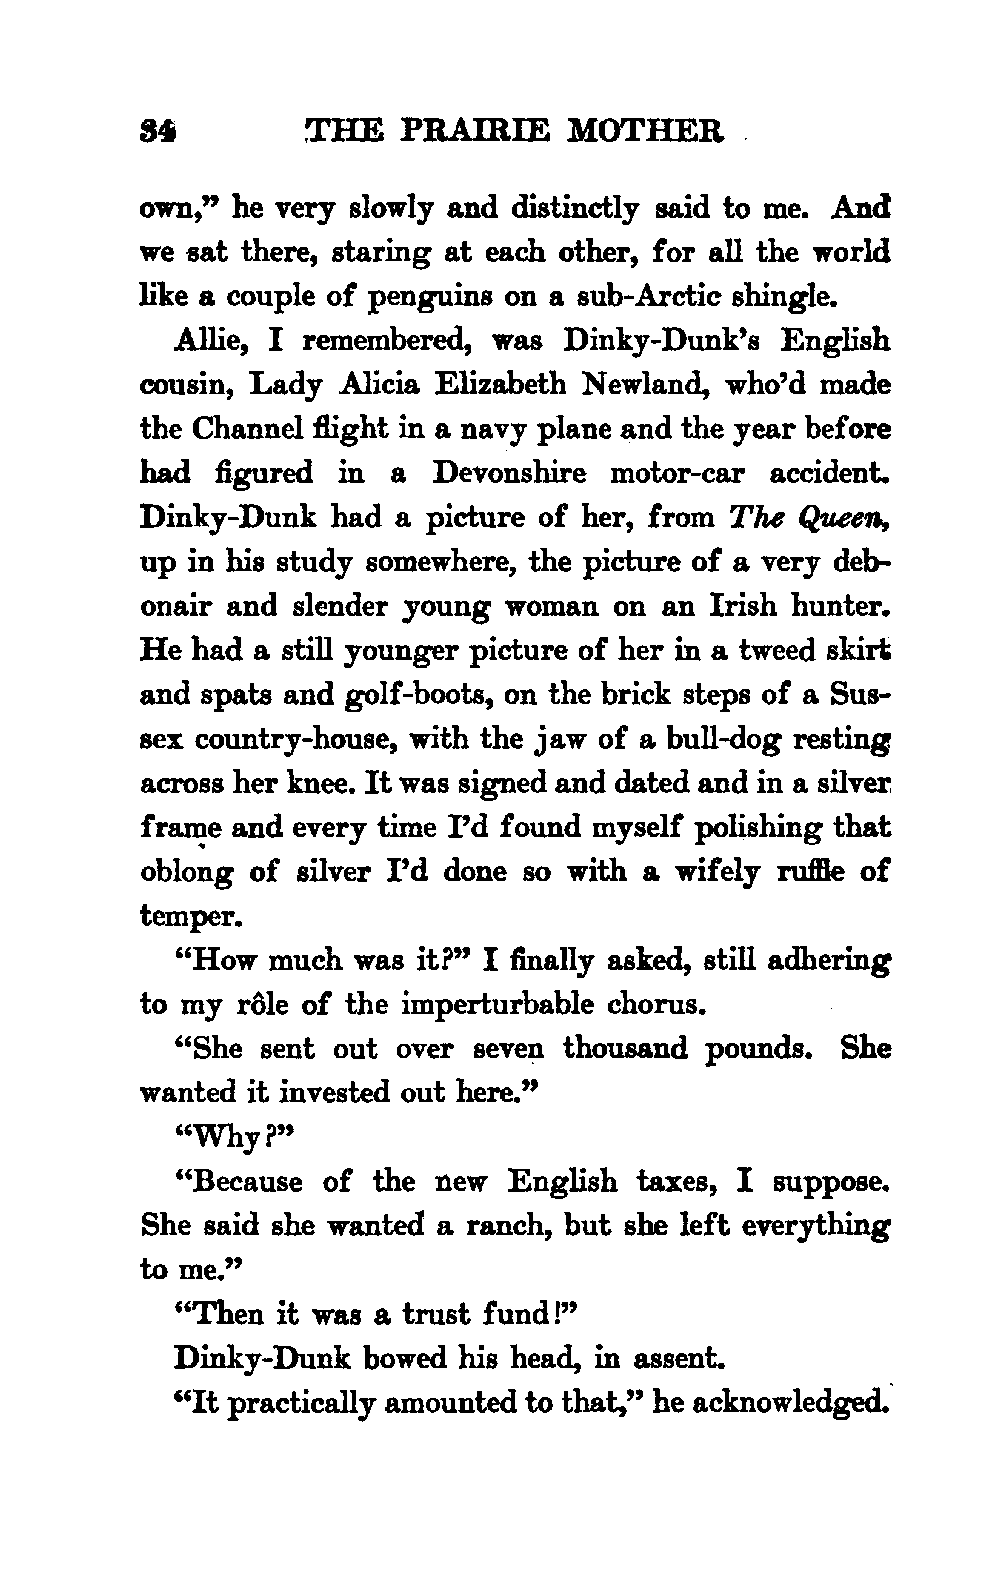 34 THE PRAIRIE MOTHER
own,” he very slowly and distinctly said to me. And
we sat there, staring at each other, for all the world
like a couple of penguins on a sub-Arctic shingle.
Allie, I remembered, was Dinky-Dunk’s English
cousin, Lady Alicia Elizabeth Newland, who’d made
the Channel flight in a navy plane and the year before
had figured in a Devonshire motor-car accident.
Dinky-Dunk had a picture of her, from The Queen,
up in his study somewhere, the picture of a very deb-
onair and slender young woman on an Irish hunter.
He had a still younger picture of her in a tweed skirt
and spats and golf-boots, on the brick steps of a Sus-
sex country-house, with the jaw of a bull-dog resting
across her knee. It was signed and dated and in a silver
frame and every time I’d found myself polishing that
oblong of silver I’d done so with a wifely ruffle of
temper.
“How much was it?” I finally asked, still adhering
to my rôle of the imperturbable chorus.
“She sent out over seven thousand pounds. She
wanted it invested out here.”
“Why?”
“Because of the new English taxes, I suppose.
She said she wanted a ranch, but she left everything
to me.”
“Then it was a trust fund!”
Dinky-Dunk bowed his head, in assent.
“It practically amounted to that,” he acknowledged.